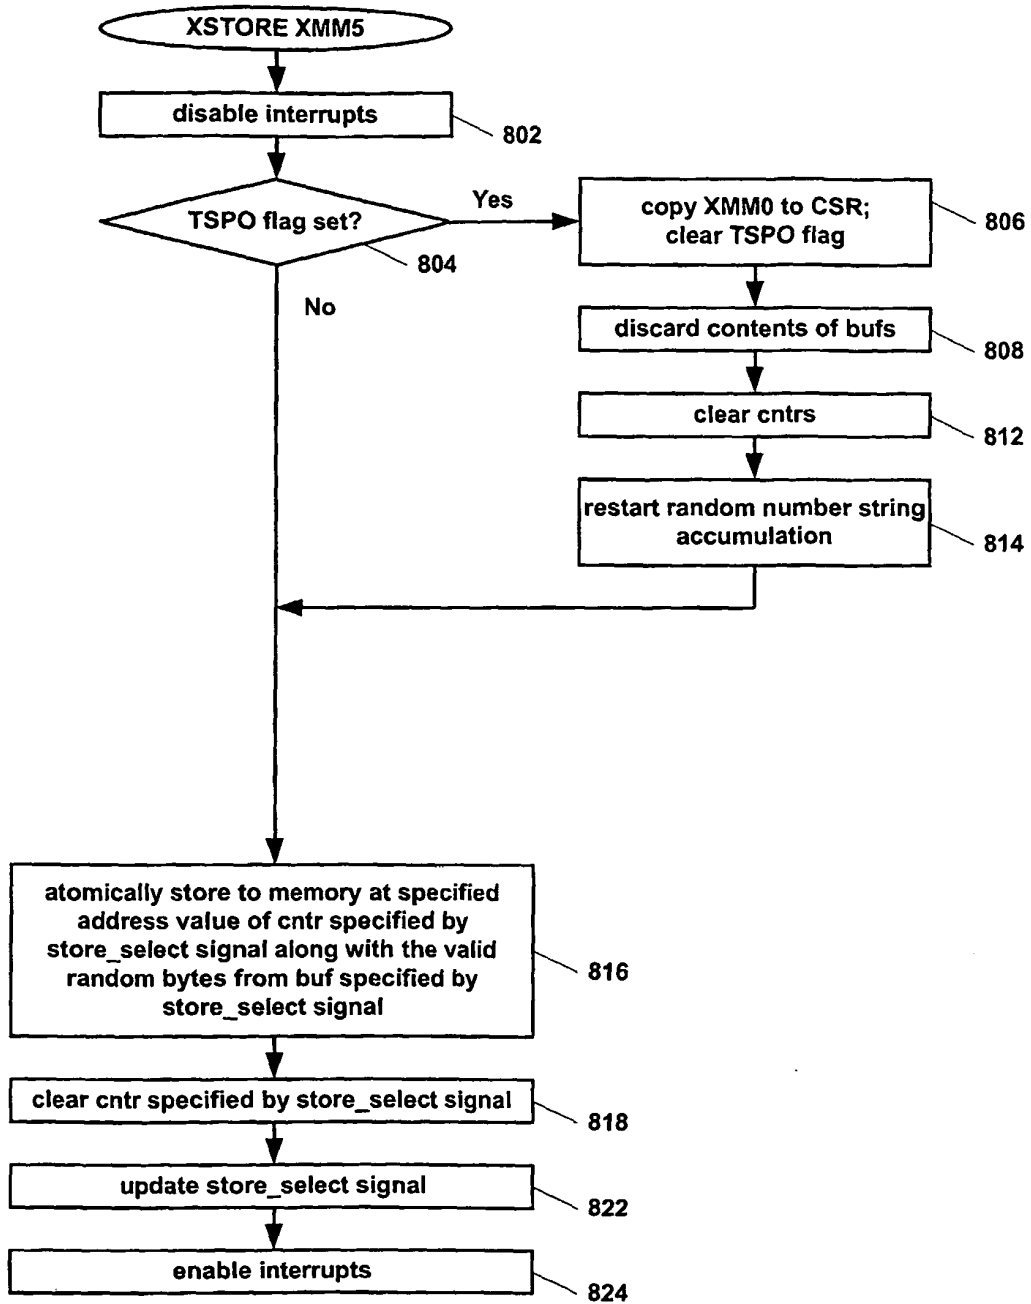 XSTORE XMM5
disable interrupts
802
TSPO flag set?
804
Yes
No
copy XMM0 to CSR;
clear TSPO flag
806
discard contents of bufs
808
clear cntrs
812
restart random number string
accumulation
814
atomically store to memory at specified
address value of cntr specified by
store_select signal along with the valid
random bytes from buf specified by
store_select signal
816
clear cntr specified by store_select signal
818
update store_select signal
822
enable interrupts
824